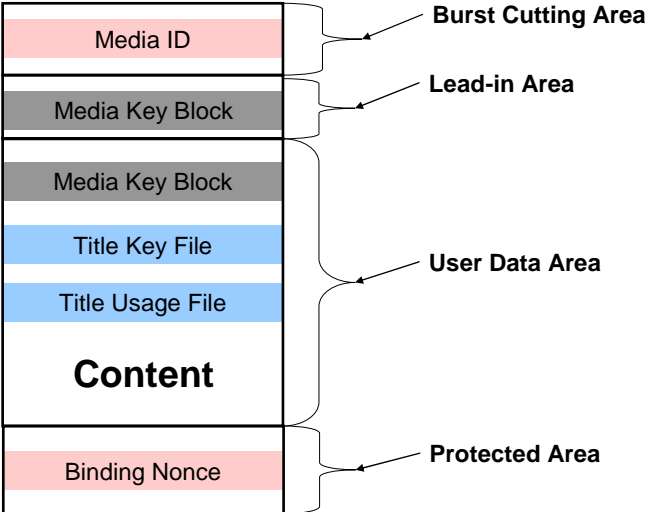 Media ID
Burst Cutting Area
Media Key Block
Lead-in Area
Media Key Block
Title Key File
Title Usage File
Content
User Data Area
Binding Nonce
Protected Area